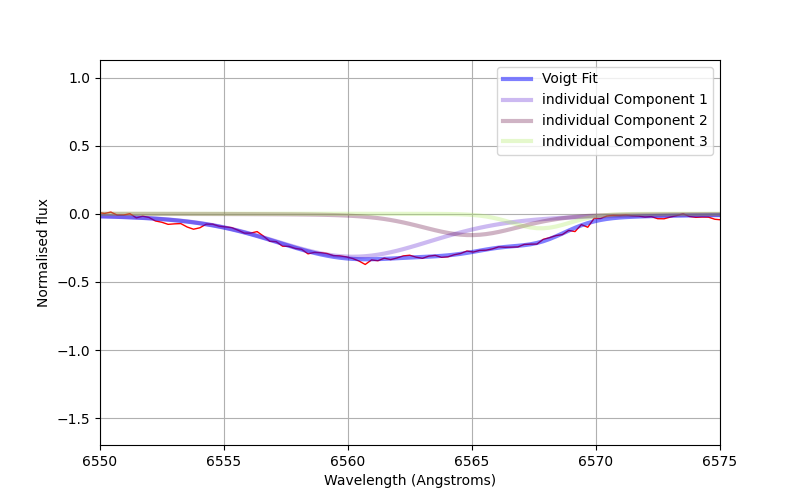 Voigt Fit
individual Component 1
individual Component 2
individual Component 3
1.0
0.5
0.0
−0.5
−1.0
−1.5
Normalised flux
6550 6555 6560 6565 6570 6575
Wavelength (Angstroms)